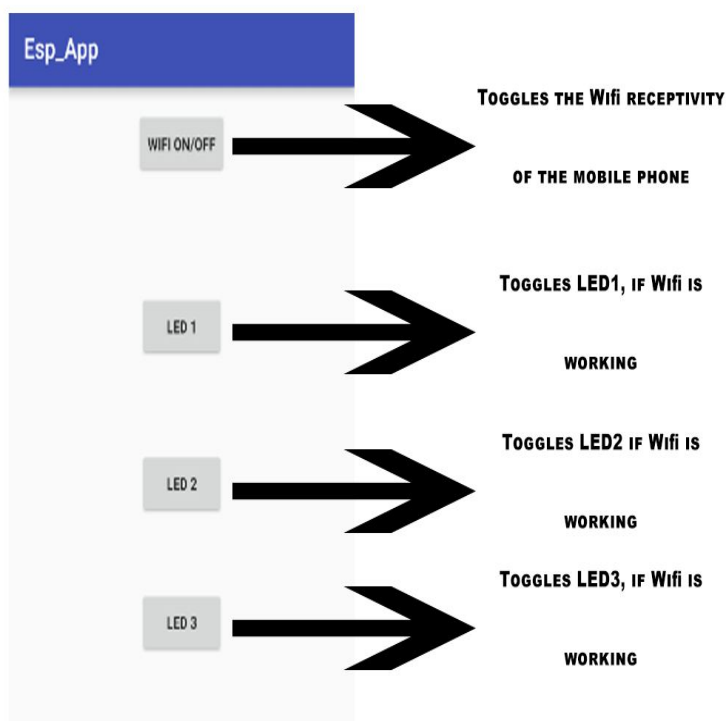 Esp_App
WIFI ON/OFF
Toggles the Wifi receptivity
of the mobile phone
LED 1
Toggles LED1, if Wifi is
working
LED 2
Toggles LED2 if Wifi is
working
LED 3
Toggles LED3, if Wifi is
working